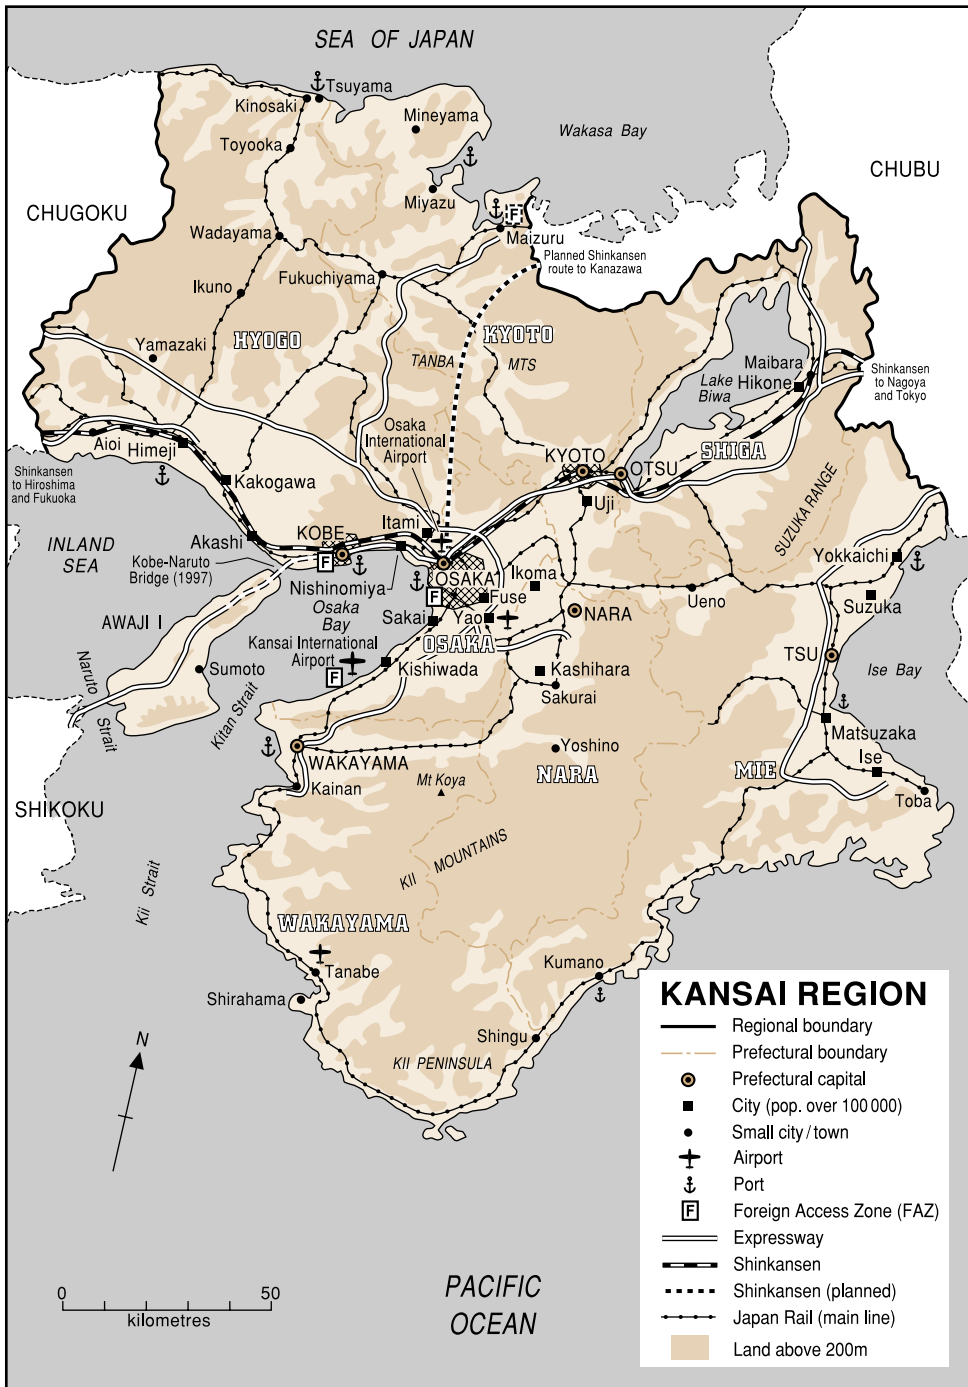 SEA OF JAPAN
Tsuyama
Kinosaki
Mineyama
Toyooka
Wakasa Bay
CHUBU
CHUGOKU
Miyazu
F
Wadayama
Maizuru
Planned Shinkansen
route to Kanazawa
Fukuchiyama
Ikuno
HYOGO
KYOTO
Yamazaki
TANBA
MTS
Maibara
Lake
Biwa
Hikone
Shinkansen
to Nagoya
and Tokyo
Osaka
International
Airport
Aioi
Himeji
KYOTO
OTSU
SHIGA
Shinkansen
to Hiroshima
and Fukuoka
Kakogawa
Uji
SUZUKA RANGE
INLAND
SEA
Akashi
KOBE
Itami
Yokkaichi
Kobe-Naruto
Bridge (1997)
F
Nishinomiya
OSAKA
Ikoma
F
Fuse
Ueno
Suzuka
Osaka
Bay
AWAJI I
Sakai
Yao
NARA
Kansai International
Airport
OSAKA
TSU
Naruto
Strait
Sumoto
F
Kishiwada
Kashihara
Ise Bay
Kitan Strait
Sakurai
WAKAYAMA
Yoshino
Matsuzaka
Kainan
Mt Koya
NARA
MIE
Ise
Toba
SHIKOKU
KII MOUNTAINS
Kii Strait
WAKAYAMA
Tanabe
Kumano
Shirahama
Shingu
KII PENINSULA
N
KANSAI REGION
Regional boundary
Prefectural boundary
Prefectural capital
City (pop. over 100 000)
Small city/town
Airport
Port
F Foreign Access Zone (FAZ)
Expressway
Shinkansen
Shinkansen (planned)
Japan Rail (main line)
Land above 200m
0 50
kilometres
PACIFIC
OCEAN